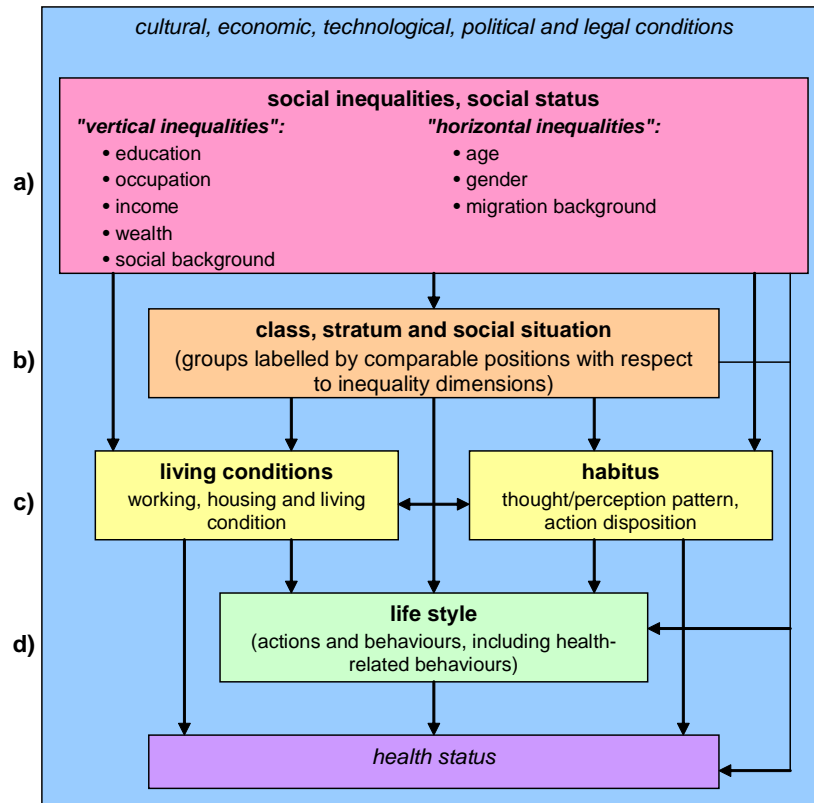 cultural, economic, technological, political and legal conditions
social inequalities, social status
"vertical inequalities":
• education
• occupation
• income
• wealth
• social background
"horizontal inequalities":
• age
• gender
• migration background
a)
class, stratum and social situation
(groups labelled by comparable positions with respect
to inequality dimensions)
b)
living conditions
working, housing and living
condition
habitus
thought/perception pattern,
action disposition
c)
life style
(actions and behaviours, including health-
related behaviours)
d)
health status